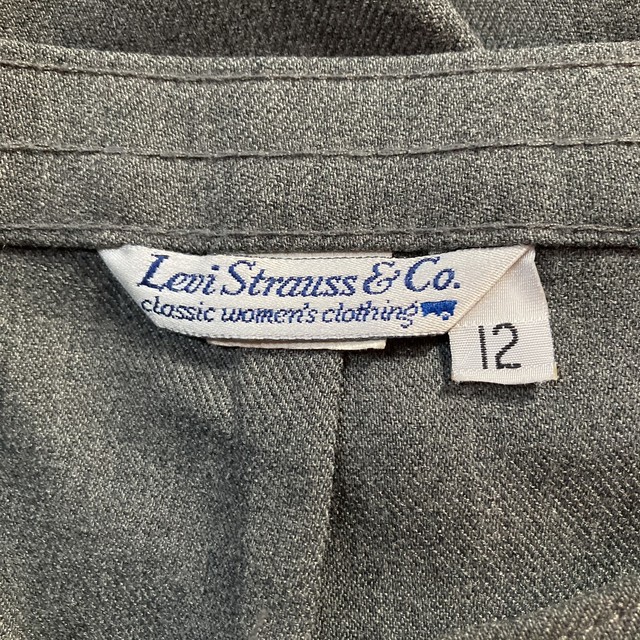 Levi Strauss & Co.
classic women's clothing
12